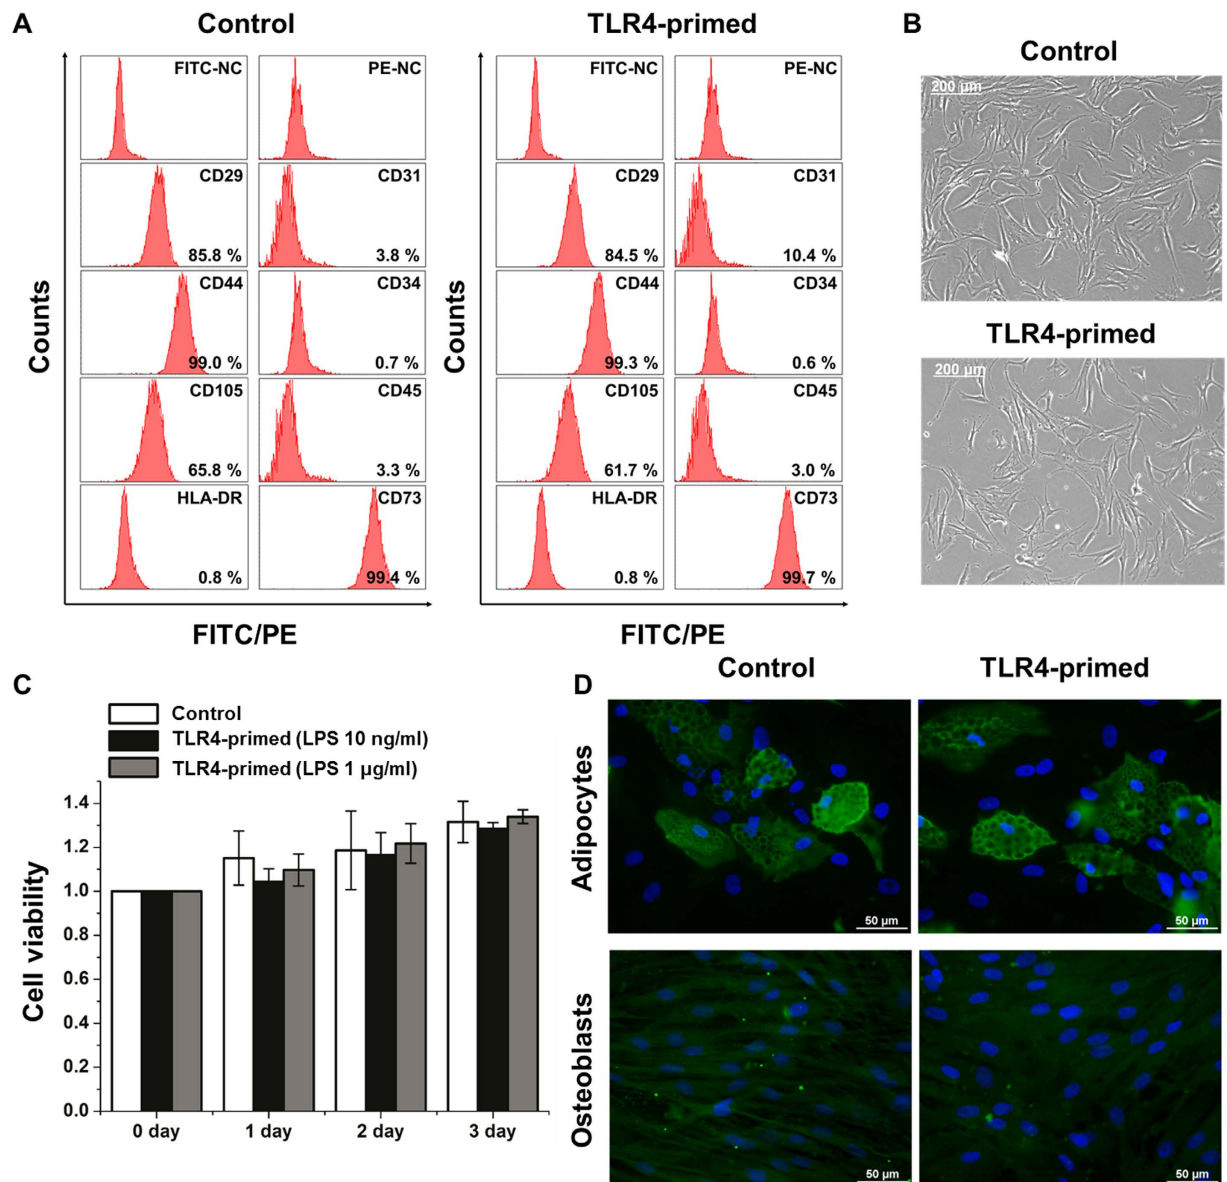 A
Control
TLR4-primed
B
FITC-NC
PE-NC
FITC-NC
PE-NC
CD29
85.8 %
CD31
3.8 %
CD29
84.5 %
CD31
10.4 %
CD44
99.0 %
CD34
0.7 %
CD44
99.3 %
CD34
0.6 %
CD105
65.8 %
CD45
3.3 %
CD105
61.7 %
CD45
3.0 %
HLA-DR
0.8 %
CD73
99.4 %
HLA-DR
0.8 %
CD73
99.7 %
Counts
Counts
FITC/PE
FITC/PE
Control
200 µm
TLR4-primed
200 µm
C
Control
TLR4-primed (LPS 10 ng/ml)
TLR4-primed (LPS 1 µg/ml)
Cell viability
1.4
1.2
1.0
0.8
0.6
0.4
0.2
0.0
0 day
1 day
2 day
3 day
D
Control
TLR4-primed
Adipocytes
50 µm
50 µm
Osteoblasts
50 µm
50 µm